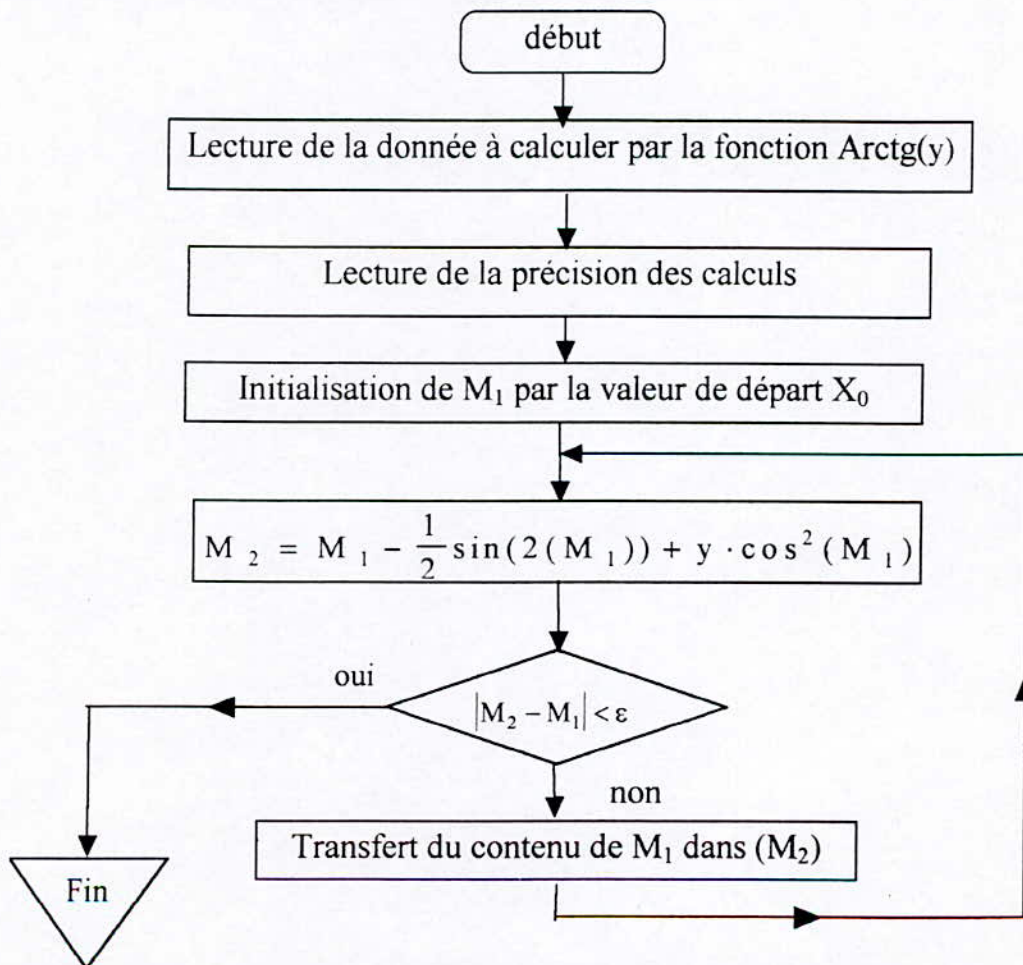 début
Lecture de la donnée à calculer par la fonction Arctg(y)
Lecture de la précision des calculs
Initialisation de M₁ par la valeur de départ X₀
M₂ = M₁ - 1/2 sin(2(M₁)) + y · cos²(M₁)
oui
|M₂ − M₁| < ε
non
Transfert du contenu de M₁ dans (M₂)
Fin